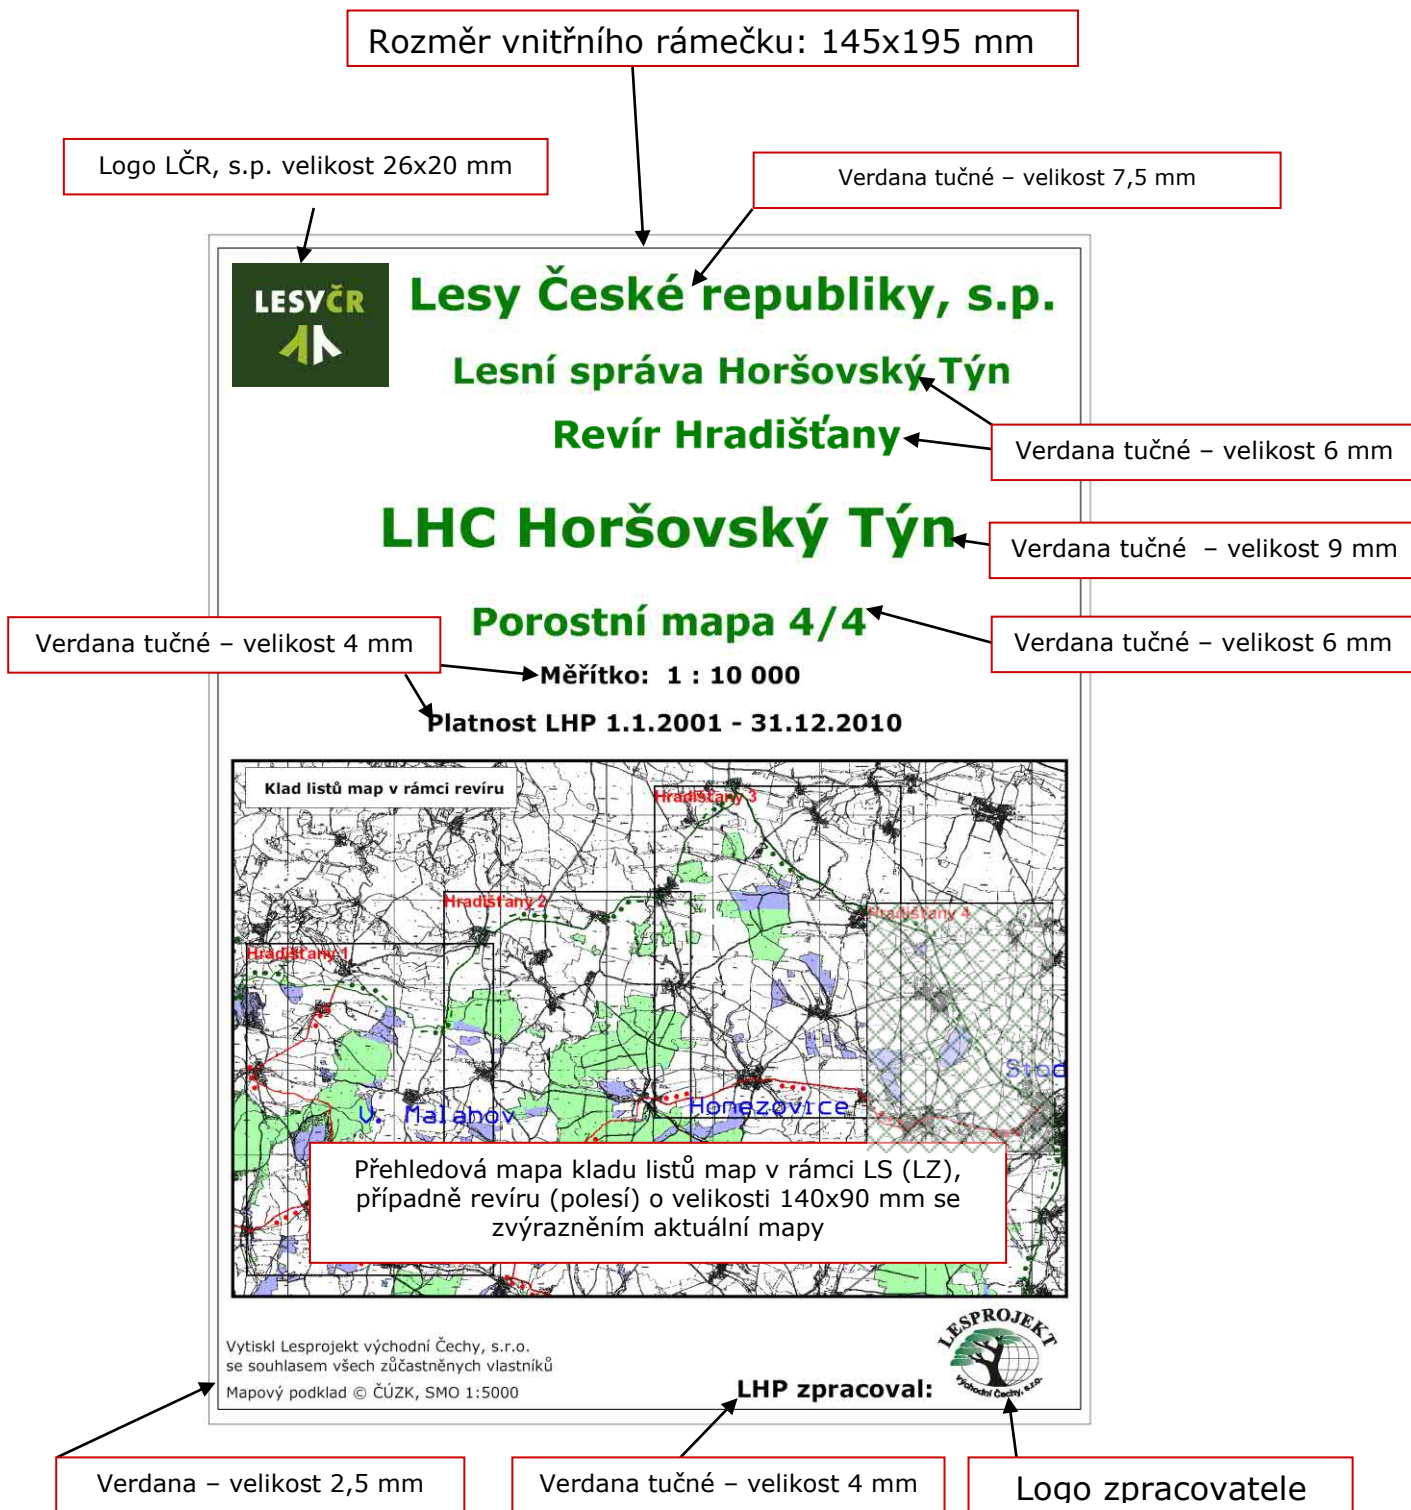 Rozměr vnitřního rámečku: 145x195 mm
Logo LČR, s.p. velikost 26x20 mm
Verdana tučné – velikost 7,5 mm
LESYČR
Lesy České republiky, s.p.
Lesní správa Horšovský Týn
Revír Hradišťany
Verdana tučné – velikost 6 mm
LHC Horšovský Týn
Verdana tučné – velikost 9 mm
Porostní mapa 4/4
Verdana tučné – velikost 4 mm
Verdana tučné – velikost 6 mm
Měřítko: 1 : 10 000
Platnost LHP 1.1.2001 - 31.12.2010
Klad listů map v rámci revíru
Hradišťany 3
Hradišťany 2
Hradišťany 4
Hradišťany 1
Stod
V. Malahov
Honezovice
Přehledová mapa kladu listů map v rámci LS (LZ),
případně revíru (polesí) o velikosti 140x90 mm se
zvýrazněním aktuální mapy
LESPROJEKT
východní Čechy, s.r.o.
Vytiskl Lesprojekt východní Čechy, s.r.o.
se souhlasem všech zůčastněných vlastníků
Mapový podklad © ČÚZK, SMO 1:5000
LHP zpracoval:
Verdana – velikost 2,5 mm
Verdana tučné – velikost 4 mm
Logo zpracovatele